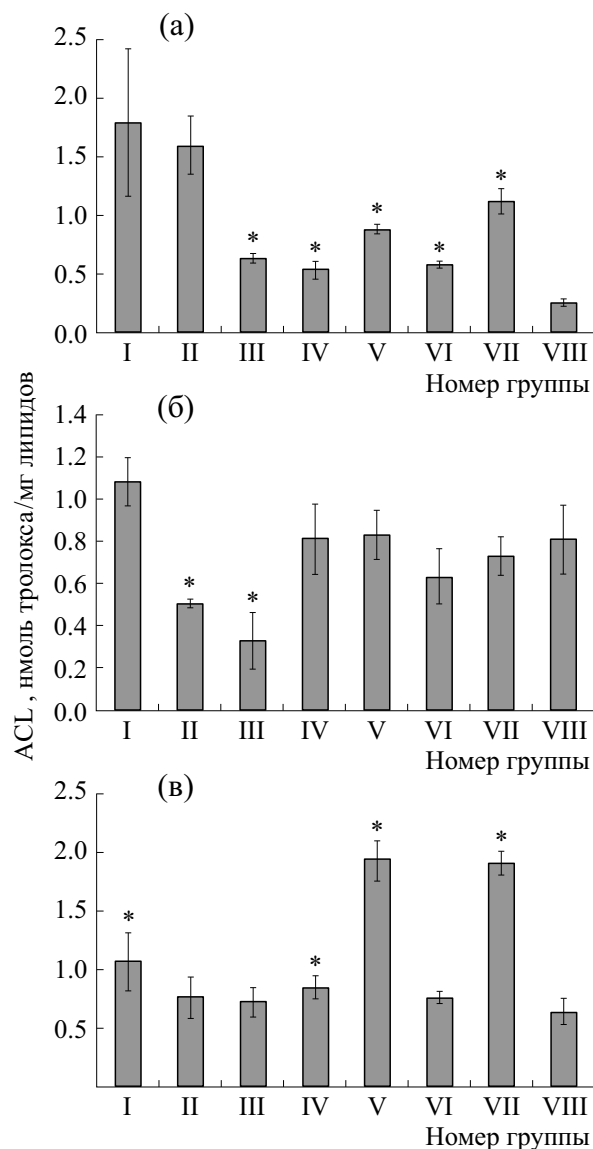 (а)
2.5
2.0
1.5
1.0
0.5
0.0
* * * * *
I II III IV V VI VII VIII
Номер группы
ACL , нмоль тролокса/мг липидов
(б)
1.4
1.2
1.0
0.8
0.6
0.4
0.2
0.0
* *
I II III IV V VI VII VIII
Номер группы
(в)
2.5
2.0
1.5
1.0
0.5
* * * *
I II III IV V VI VII VIII
Номер группы